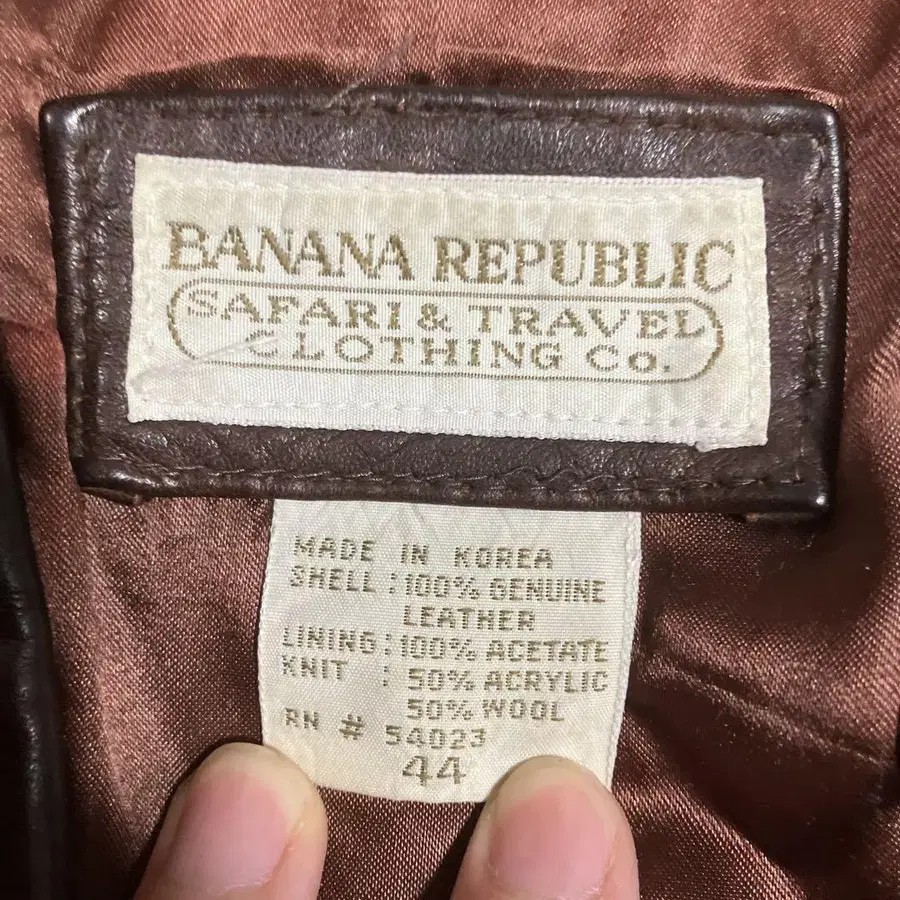 BANANA REPUBLIC
SAFARI & TRAVEL
CLOTHING Co.
MADE IN KOREA
SHELL : 100% GENUINE
LEATHER
LINING : 100% ACETATE
KNIT : 50% ACRYLIC
50% WOOL
RN # 54023
44